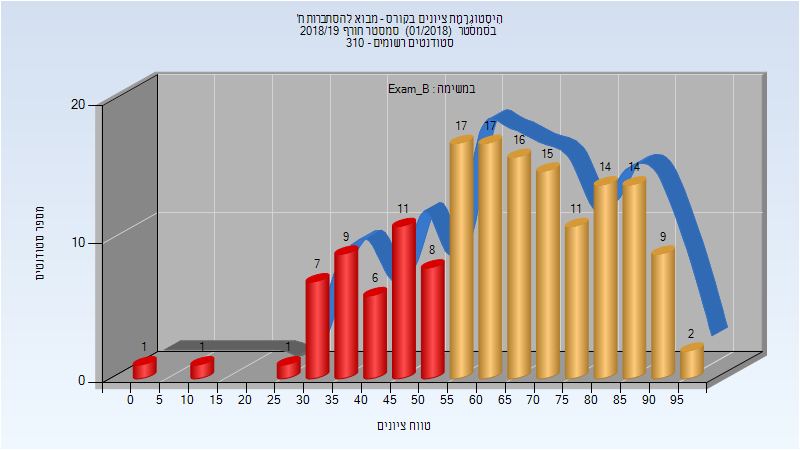 היסטוגרמת ציונים בקורס - מבוא להסתברות ח'
בסמסטר (01/2018) סמסטר חורף 2018/19
סטודנטים רשומים - 310
במשימה : Exam_B
מספר סטודנטים
20
10
0
1 1 1 7 9 6 11 8 17 17 16 15 11 14 14 9 2
0 5 10 15 20 25 30 35 40 45 50 55 60 65 70 75 80 85 90 95
טווח ציונים